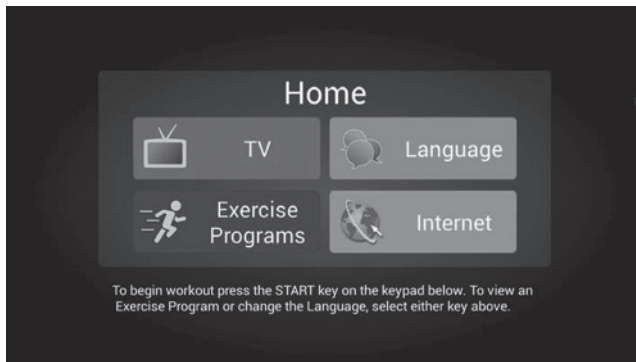 Home
TV
Language
Exercise
Programs
Internet
To begin workout press the START key on the keypad below. To view an
Exercise Program or change the Language, select either key above.